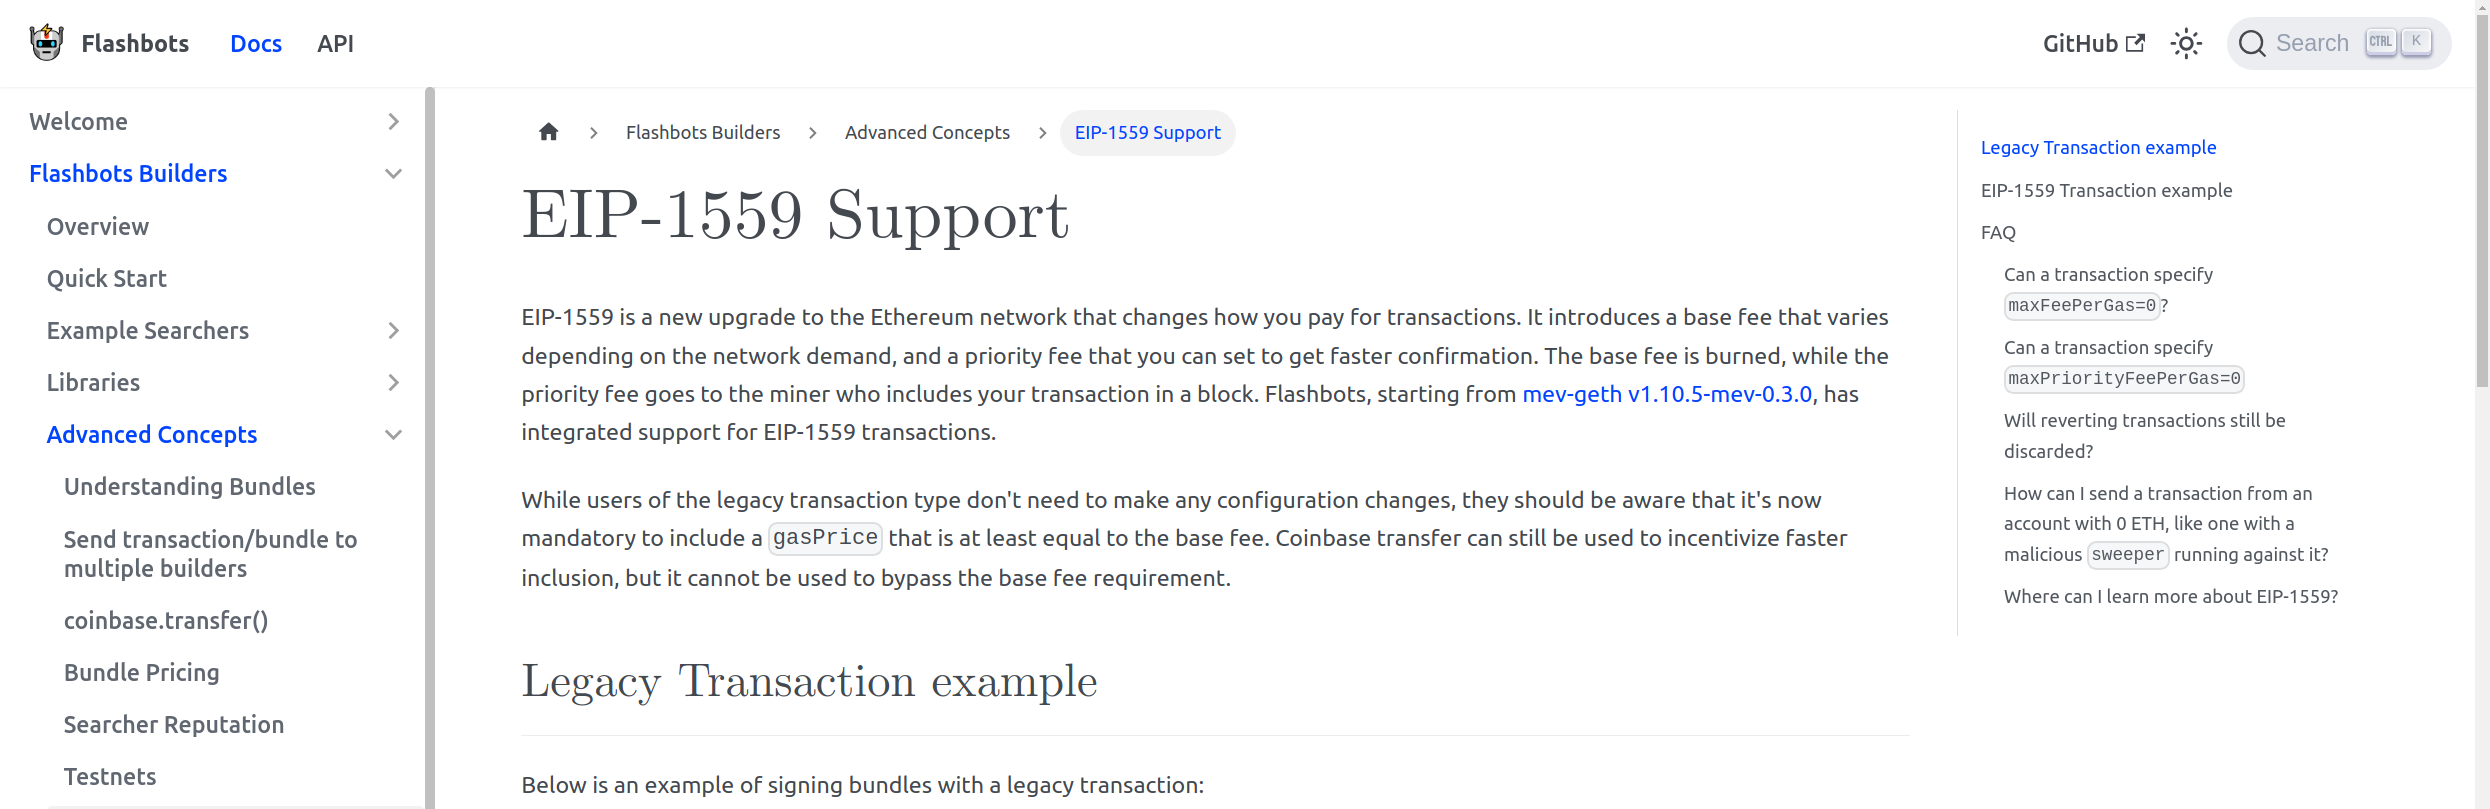 Flashbots Docs API GitHub Search CTRL K
Welcome
Flashbots Builders
Overview
Quick Start
Example Searchers
Libraries
Advanced Concepts
Understanding Bundles
Send transaction/bundle to
multiple builders
coinbase.transfer()
Bundle Pricing
Searcher Reputation
Testnets
Flashbots Builders Advanced Concepts EIP-1559 Support
EIP-1559 Support
EIP-1559 is a new upgrade to the Ethereum network that changes how you pay for transactions. It introduces a base fee that varies
depending on the network demand, and a priority fee that you can set to get faster confirmation. The base fee is burned, while the
priority fee goes to the miner who includes your transaction in a block. Flashbots, starting from mev-geth v1.10.5-mev-0.3.0, has
integrated support for EIP-1559 transactions.
While users of the legacy transaction type don't need to make any configuration changes, they should be aware that it's now
mandatory to include a gasPrice that is at least equal to the base fee. Coinbase transfer can still be used to incentivize faster
inclusion, but it cannot be used to bypass the base fee requirement.
Legacy Transaction example
Below is an example of signing bundles with a legacy transaction:
Legacy Transaction example
EIP-1559 Transaction example
FAQ
Can a transaction specify
maxFeePerGas=0?
Can a transaction specify
maxPriorityFeePerGas=0
Will reverting transactions still be
discarded?
How can I send a transaction from an
account with 0 ETH, like one with a
malicious sweeper running against it?
Where can I learn more about EIP-1559?